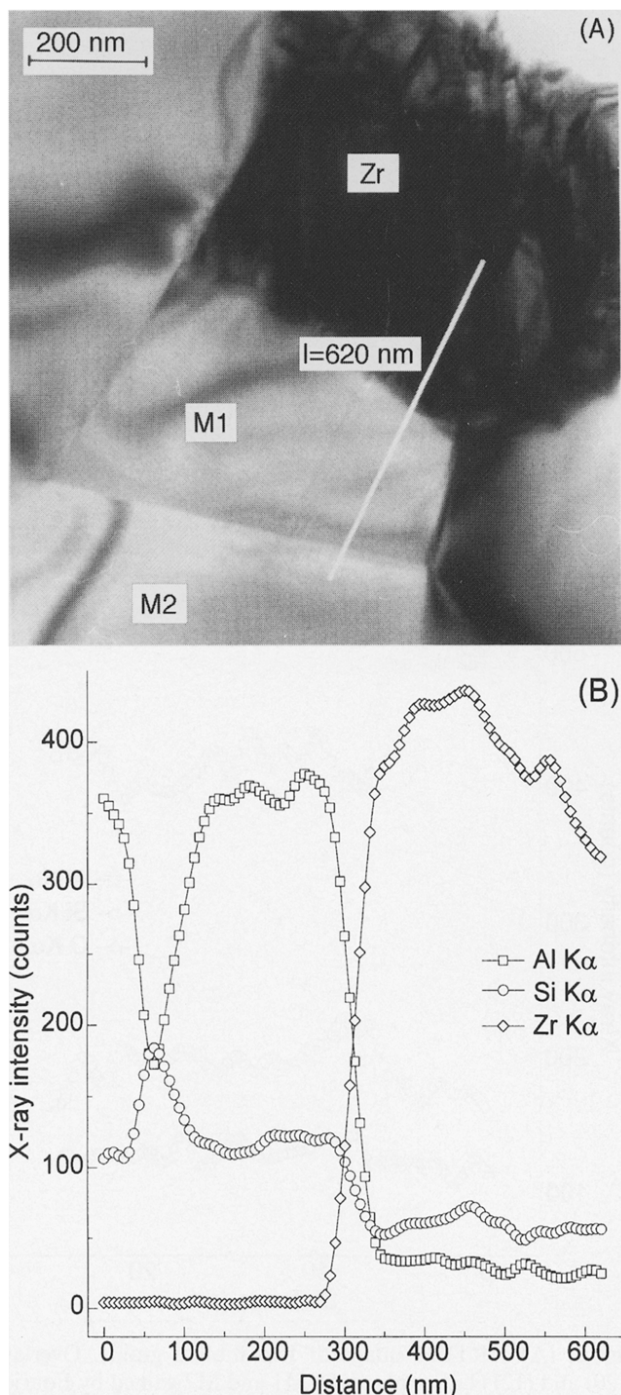 (A)
200 nm
Zr
l=620 nm
M1
M2
(B)
400
300
200
100
0
X-ray intensity (counts)
Al Kα
Si Kα
Zr Kα
0 100 200 300 400 500 600
Distance (nm)